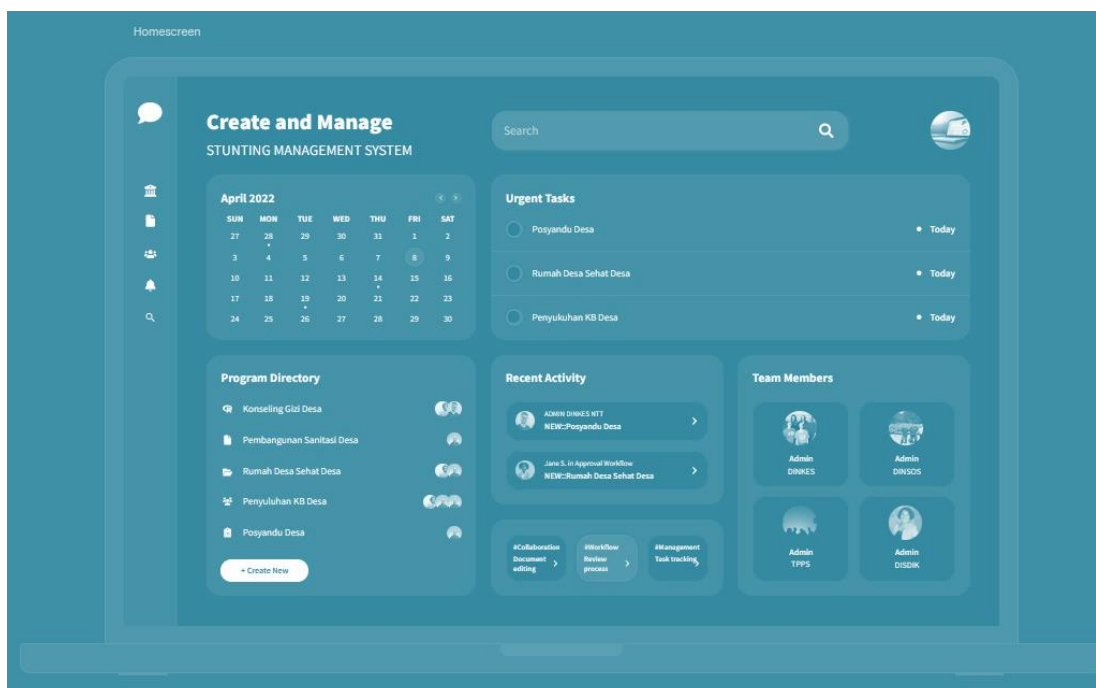 Homescreen
Create and Manage
STUNTING MANAGEMENT SYSTEM
Search
April 2022
SUN MON TUE WED THU FRI SAT
27 28 29 30 31 1 2
3 4 5 6 7 8 9
10 11 12 13 14 15 16
17 18 19 20 21 22 23
24 25 26 27 28 29 30
Urgent Tasks
Posyandu Desa Today
Rumah Desa Sehat Desa Today
Penyukuhan KB Desa Today
Program Directory
Konseling Gizi Desa
Pembangunan Sanitasi Desa
Rumah Desa Sehat Desa
Penyuluhan KB Desa
Posyandu Desa
+ Create New
Recent Activity
ADMIN DINKES NTT
NEW::Posyandu Desa
Jane S. in Approval Workflow
NEW::Rumah Desa Sehat Desa
#Collaboration
Document
editing
#Workflow
Review
process
#Management
Task tracking
Team Members
Admin
DINKES
Admin
DINSOS
Admin
TPPS
Admin
DISDIK